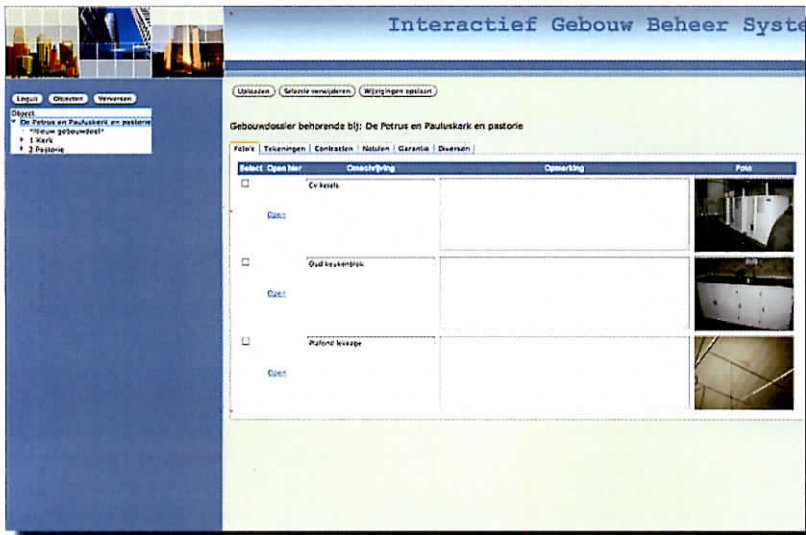 Interactief Gebouw Beheer Syste
Loguit Objecten Verversen
Object
De Petrus en Pauluskerk en pastorie
*Nieuw gebouwdeel*
1 Kerk
2 Pastorie
Uploaden Selectie verwijderen Wijzigingen opslaan
Gebouwdossier behorende bij: De Petrus en Pauluskerk en pastorie
Foto's Tekeningen Contracten Notulen Garantie Diversen
Select Open hier Omschrijving Opmerking Foto
Cv ketels
Open
Oud keukenblok
Open
Plafond lekkage
Open